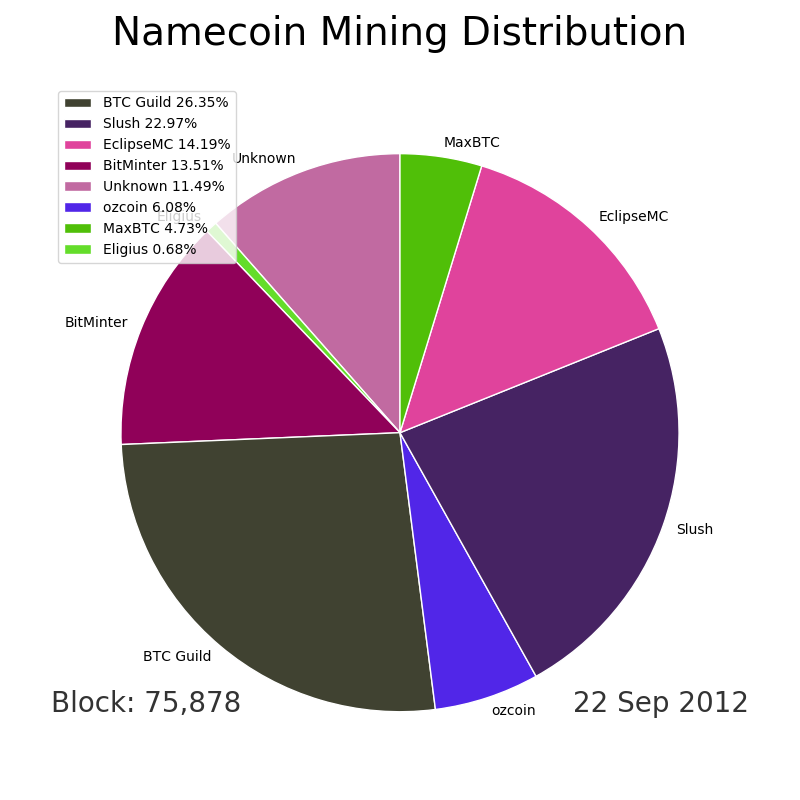 Namecoin Mining Distribution
BTC Guild 26.35%
Slush 22.97%
EclipseMC 14.19%
BitMinter 13.51%
Unknown 11.49%
ozcoin 6.08%
MaxBTC 4.73%
Eligius 0.68%
MaxBTC
Unknown
EclipseMC
Eligius
BitMinter
Slush
BTC Guild
ozcoin
Block: 75,878
22 Sep 2012